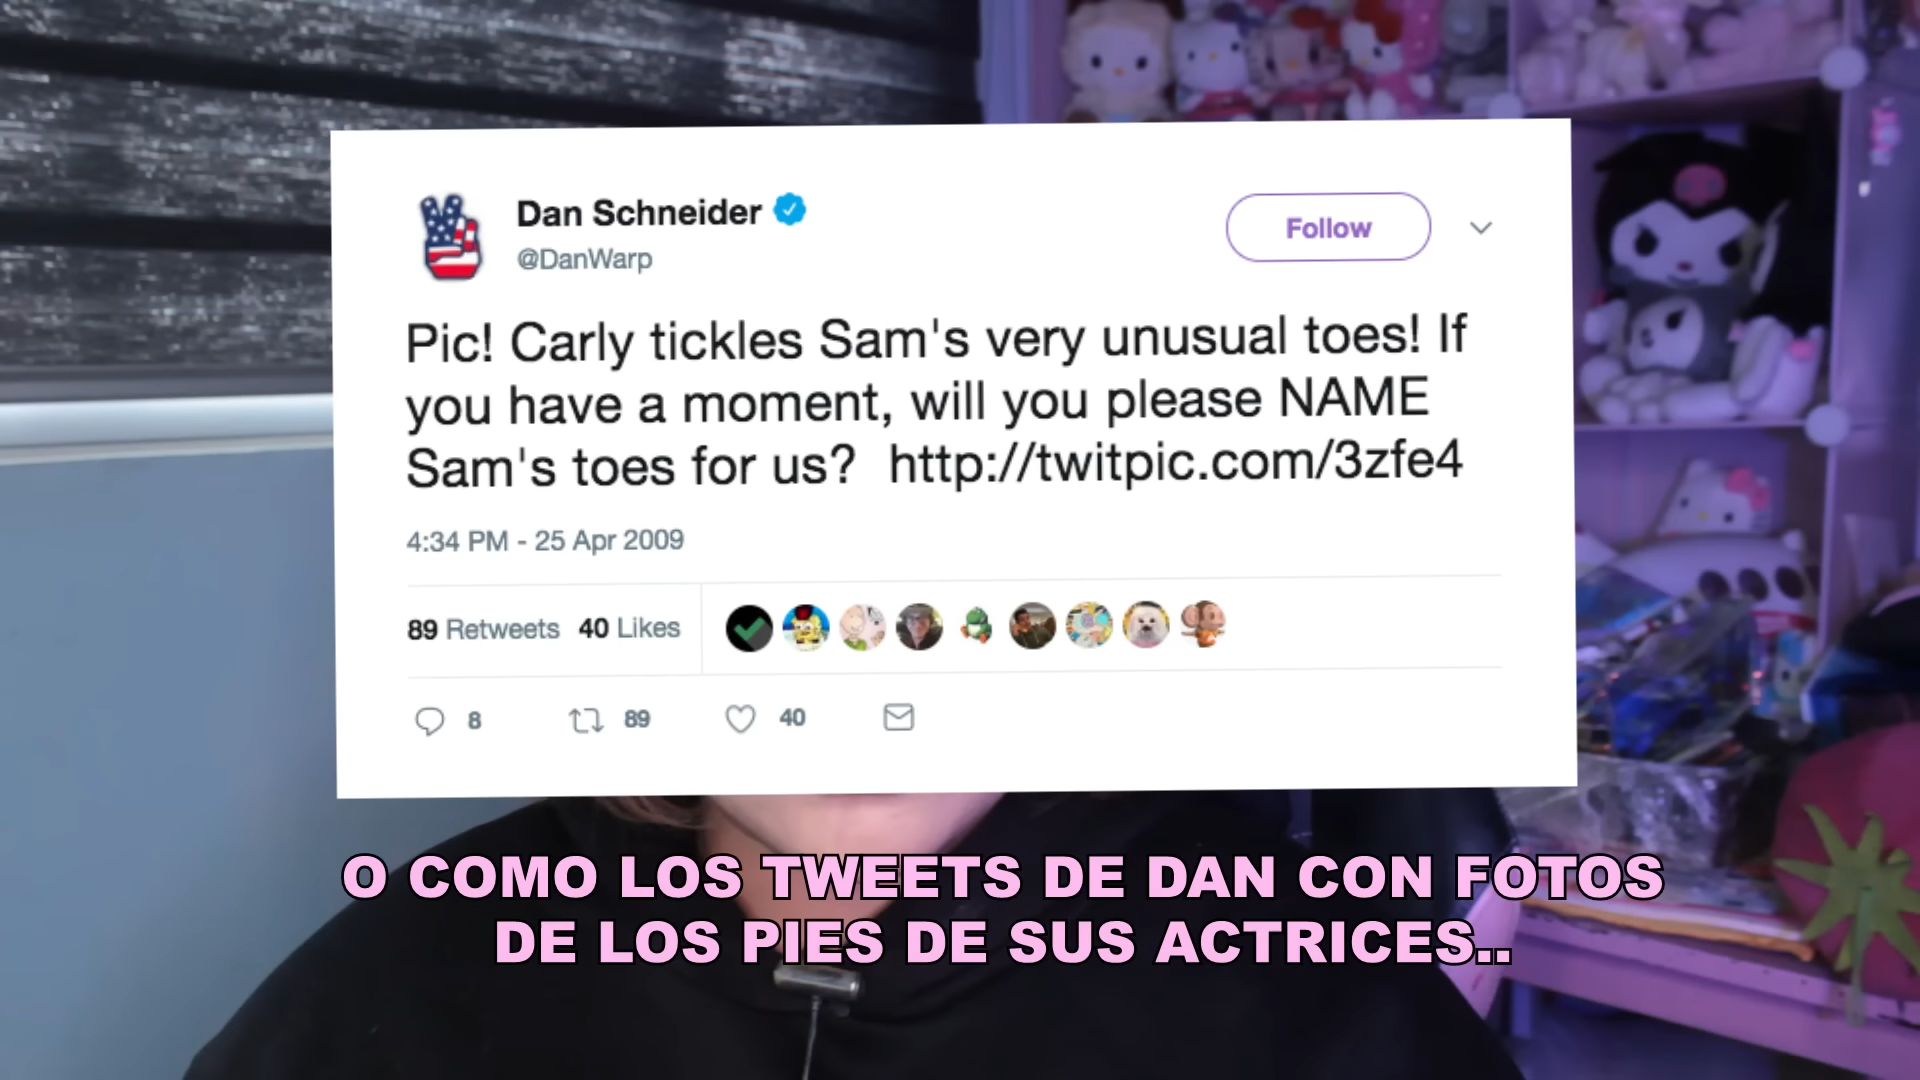 Dan Schneider
@DanWarp
Follow
Pic! Carly tickles Sam's very unusual toes! If
you have a moment, will you please NAME
Sam's toes for us? http://twitpic.com/3zfe4
4:34 PM - 25 Apr 2009
89 Retweets 40 Likes
8 89 40
O COMO LOS TWEETS DE DAN CON FOTOS
DE LOS PIES DE SUS ACTRICES..